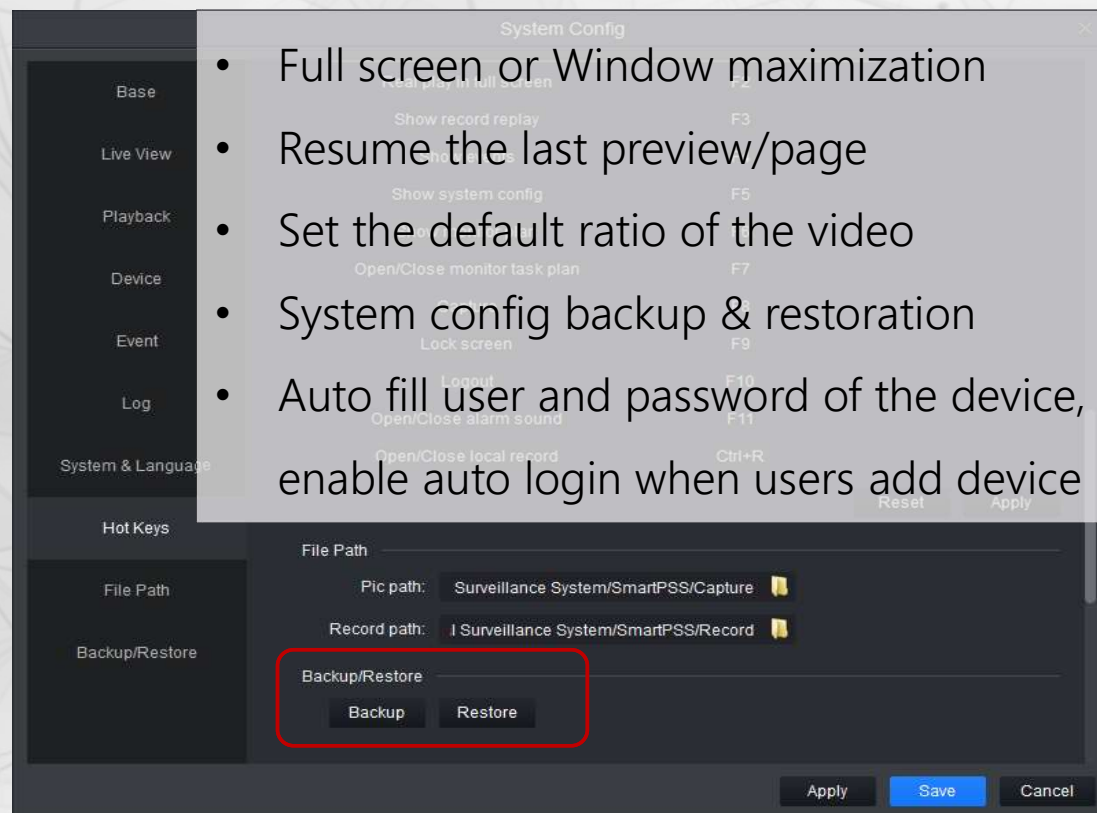 System Config
Base
Live View
Playback
Device
Event
Log
System & Language
Hot Keys
File Path
Backup/Restore
• Full screen or Window maximization
• Resume the last preview/page
• Set the default ratio of the video
• System config backup & restoration
• Auto fill user and password of the device,
enable auto login when users add device
Real play in full screen F2
Show record replay F3
Show system config F5
Open/Close monitor task plan F7
Lock screen F9
Logout F10
Open/Close alarm sound F11
Open/Close local record Ctrl+R
Reset Apply
File Path
Pic path: Surveillance System/SmartPSS/Capture
Record path: l Surveillance System/SmartPSS/Record
Backup/Restore
Backup Restore
Apply Save Cancel